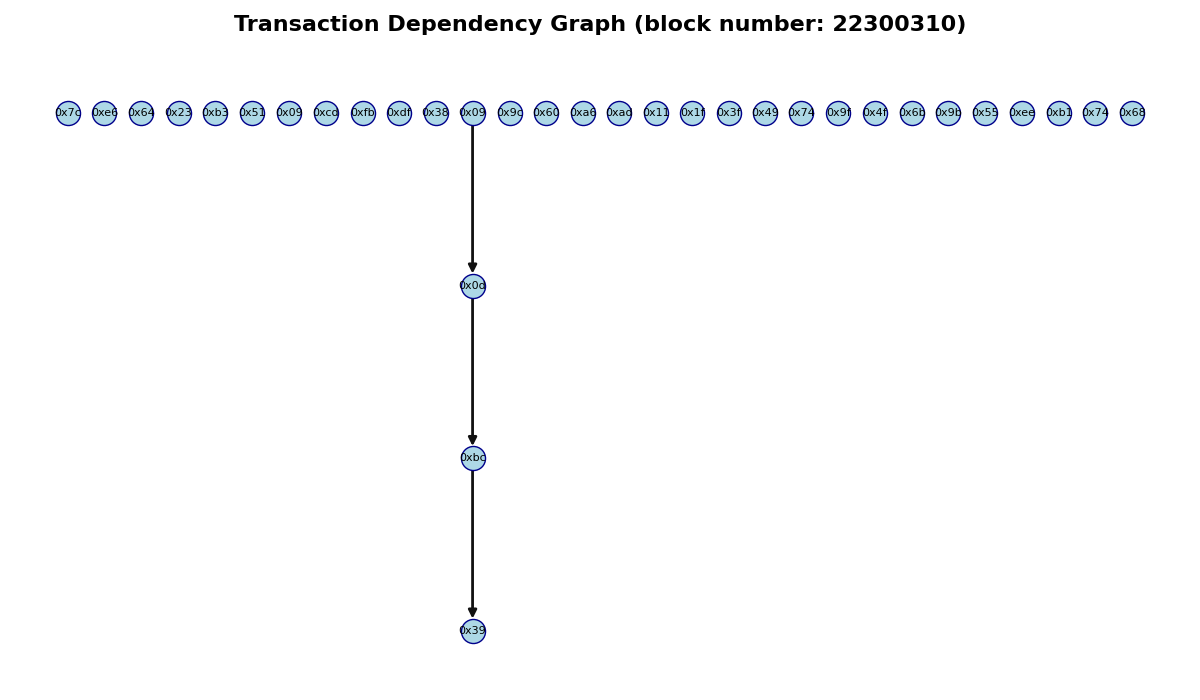 Transaction Dependency Graph (block number: 22300310)
0x7c 0xe6 0x64 0x23 0xb3 0x51 0x09 0xcd 0xfb 0xdf 0x38 0x09 0x9c 0x60 0xa6 0xad 0x11 0x1f 0x3f 0x49 0x74 0x9f 0x4f 0x6b 0x9b 0x55 0xee 0xb1 0x74 0x68
0x0d
0xbc
0x39